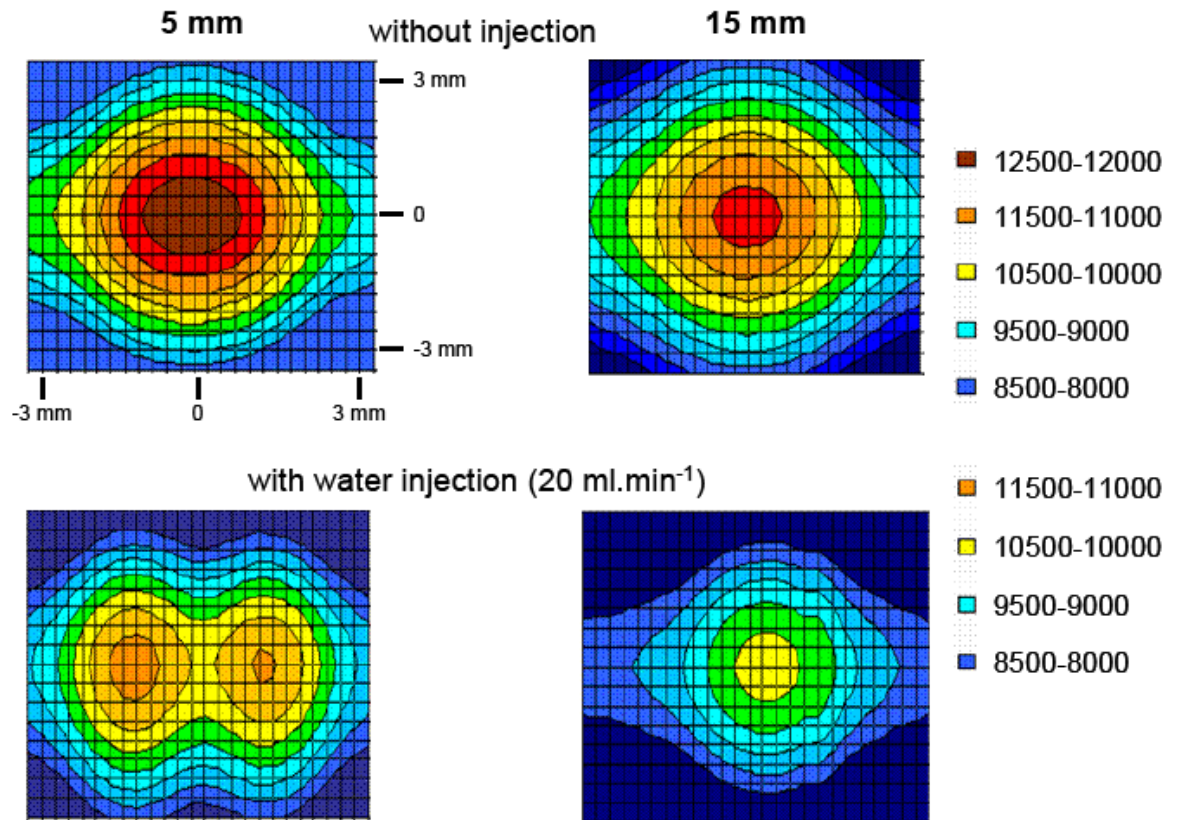 5 mm
without injection
15 mm
3 mm
0
-3 mm
-3 mm
0
3 mm
12500-12000
11500-11000
10500-10000
9500-9000
8500-8000
with water injection (20 ml.min⁻¹)
11500-11000
10500-10000
9500-9000
8500-8000